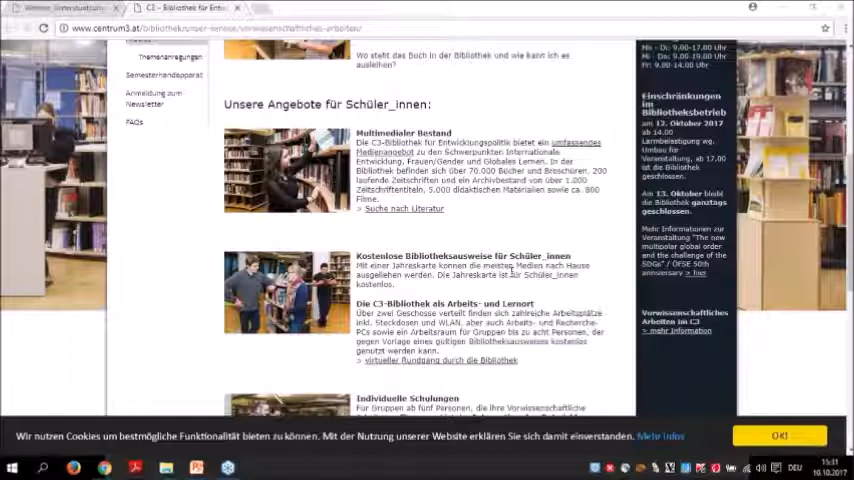 C3 – Bibliothek für Entw
www.centrum3.at/bibliothek/unser-service/vorwissenschaftliches-arbeiten/
Themenanregungen
Semesterhandapparat
Anmeldung zum
Newsletter
FAQs
Wo steht das Buch in der Bibliothek und wie kann ich es
ausleihen?
Unsere Angebote für Schüler_innen:
Multimedialer Bestand
Die C3-Bibliothek für Entwicklungspolitik bietet ein umfassendes
Medienangebot zu den Schwerpunkten Internationale
Entwicklung, Frauen/Gender und Globales Lernen. In der
Bibliothek befinden sich über 70.000 Bücher und Broschüren, 200
laufende Zeitschriften und ein Archivbestand von über 1.000
Zeitschriftentiteln, 5.000 didaktischen Materialien sowie ca. 800
Filme.
> Suche nach Literatur
Kostenlose Bibliotheksausweise für Schüler_innen
Mit einer Jahreskarte können die meisten Medien nach Hause
ausgeliehen werden. Die Jahreskarte ist für Schüler_innen
kostenlos.
Die C3-Bibliothek als Arbeits- und Lernort
Über zwei Geschosse verteilt finden sich zahlreiche Arbeitsplätze
inkl. Steckdosen und WLAN, aber auch Arbeits- und Recherche-
PCs sowie ein Arbeitsraum für Gruppen bis zu acht Personen, der
gegen Vorlage eines gültigen Bibliotheksausweises kostenlos
genutzt werden kann.
> virtueller Rundgang durch die Bibliothek
Individuelle Schulungen
Für Gruppen ab fünf Personen, die ihre Vorwissenschaftliche
Mo - Di: 9.00-17.00 Uhr
Mi - Do: 9.00-19.00 Uhr
Fr: 9.00-14.00 Uhr
Einschränkungen
im
Bibliotheksbetrieb
am 12. Oktober 2017
ab 14.00
Lärmbelästigung wg.
Umbau für
Veranstaltung, ab 17.00
ist die Bibliothek
geschlossen.
Am 13. Oktober bleibt
die Bibliothek ganztags
geschlossen.
Mehr Informationen zur
Veranstaltung "The new
multipolar global order
and the challenge of the
SDGs" / ÖFSE 50th
anniversary > hier
Vorwissenschaftliches
Arbeiten im C3
> mehr Information
Wir nutzen Cookies um bestmögliche Funktionalität bieten zu können. Mit der Nutzung unserer Website erklären Sie sich damit einverstanden. Mehr Infos
OK!
DEU
15:31
10.10.2017